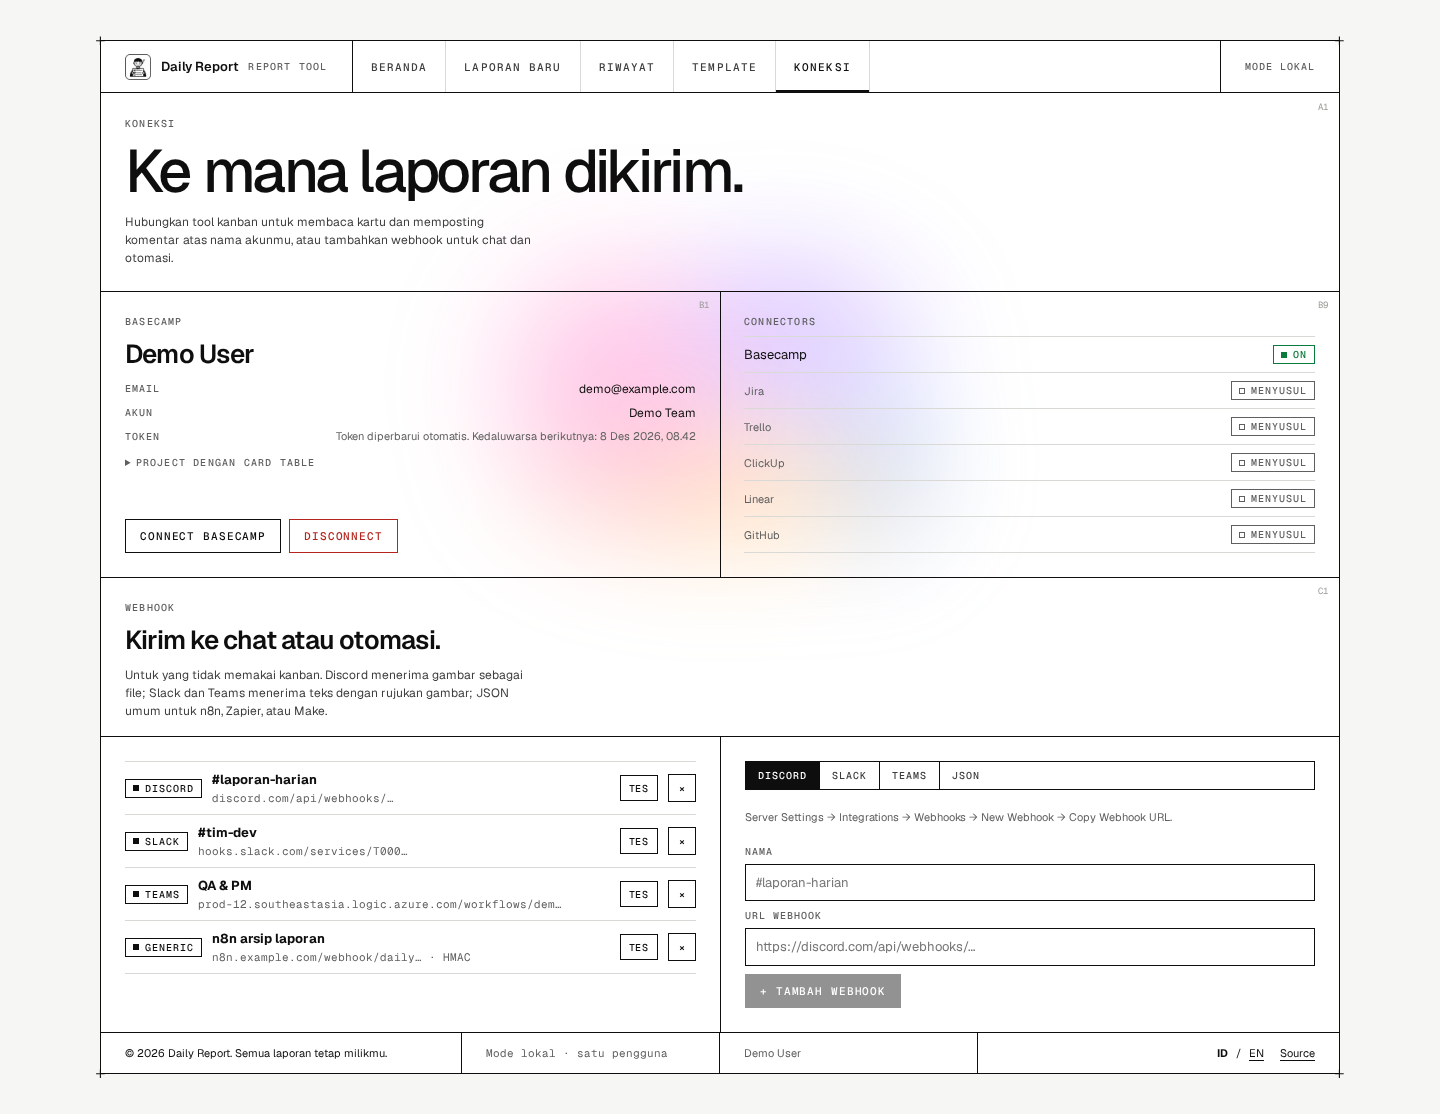 Daily Report REPORT TOOL
BERANDA
LAPORAN BARU
RIWAYAT
TEMPLATE
KONEKSI
MODE LOKAL
A1
KONEKSI
Ke mana laporan dikirim.
Hubungkan tool kanban untuk membaca kartu dan memposting
komentar atas nama akunmu, atau tambahkan webhook untuk chat dan
otomasi.
B1
BASECAMP
Demo User
EMAIL demo@example.com
AKUN Demo Team
TOKEN Token diperbarui otomatis. Kedaluwarsa berikutnya: 8 Des 2026, 08.42
PROJECT DENGAN CARD TABLE
CONNECT BASECAMP
DISCONNECT
B9
CONNECTORS
Basecamp ON
Jira MENYUSUL
Trello MENYUSUL
ClickUp MENYUSUL
Linear MENYUSUL
GitHub MENYUSUL
C1
WEBHOOK
Kirim ke chat atau otomasi.
Untuk yang tidak memakai kanban. Discord menerima gambar sebagai
file; Slack dan Teams menerima teks dengan rujukan gambar; JSON
umum untuk n8n, Zapier, atau Make.
DISCORD
#laporan-harian
discord.com/api/webhooks/…
TES ×
SLACK
#tim-dev
hooks.slack.com/services/T000…
TES ×
TEAMS
QA & PM
prod-12.southeastasia.logic.azure.com/workflows/dem…
TES ×
GENERIC
n8n arsip laporan
n8n.example.com/webhook/daily… · HMAC
TES ×
DISCORD SLACK TEAMS JSON
Server Settings → Integrations → Webhooks → New Webhook → Copy Webhook URL.
NAMA
#laporan-harian
URL WEBHOOK
https://discord.com/api/webhooks/…
+ TAMBAH WEBHOOK
© 2026 Daily Report. Semua laporan tetap milikmu.
Mode lokal · satu pengguna
Demo User
ID / EN Source